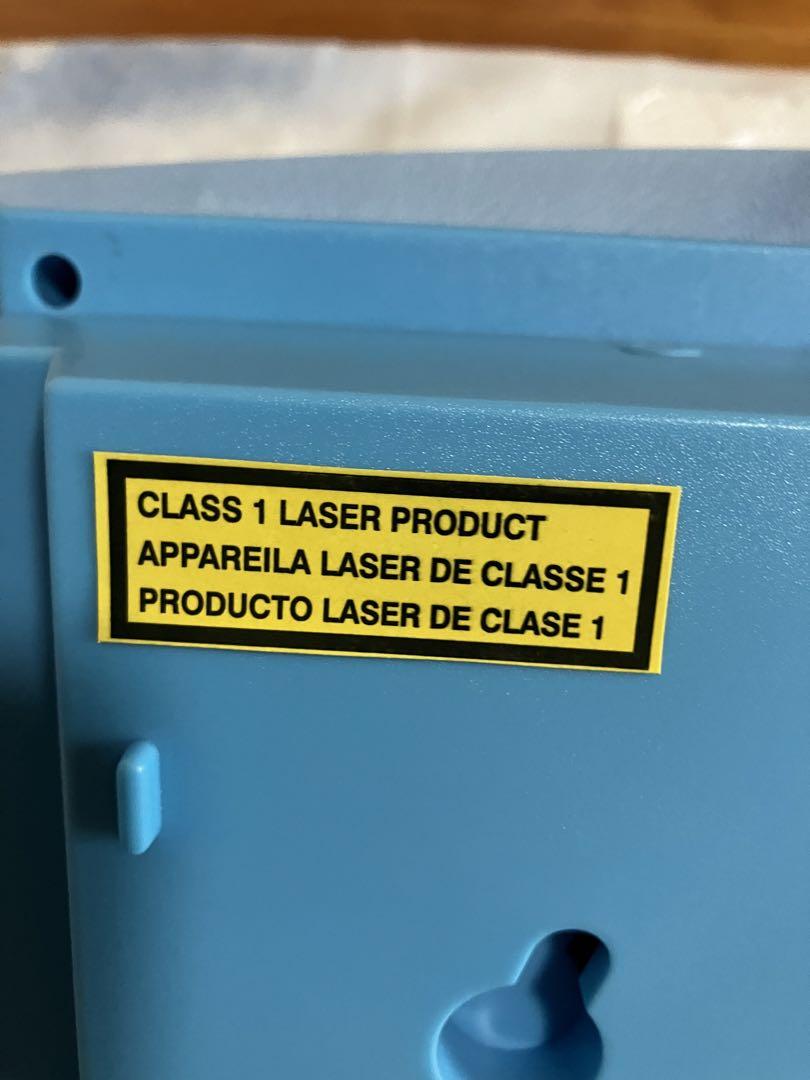 CLASS 1 LASER PRODUCT
APPAREILA LASER DE CLASSE 1
PRODUCTO LASER DE CLASE 1